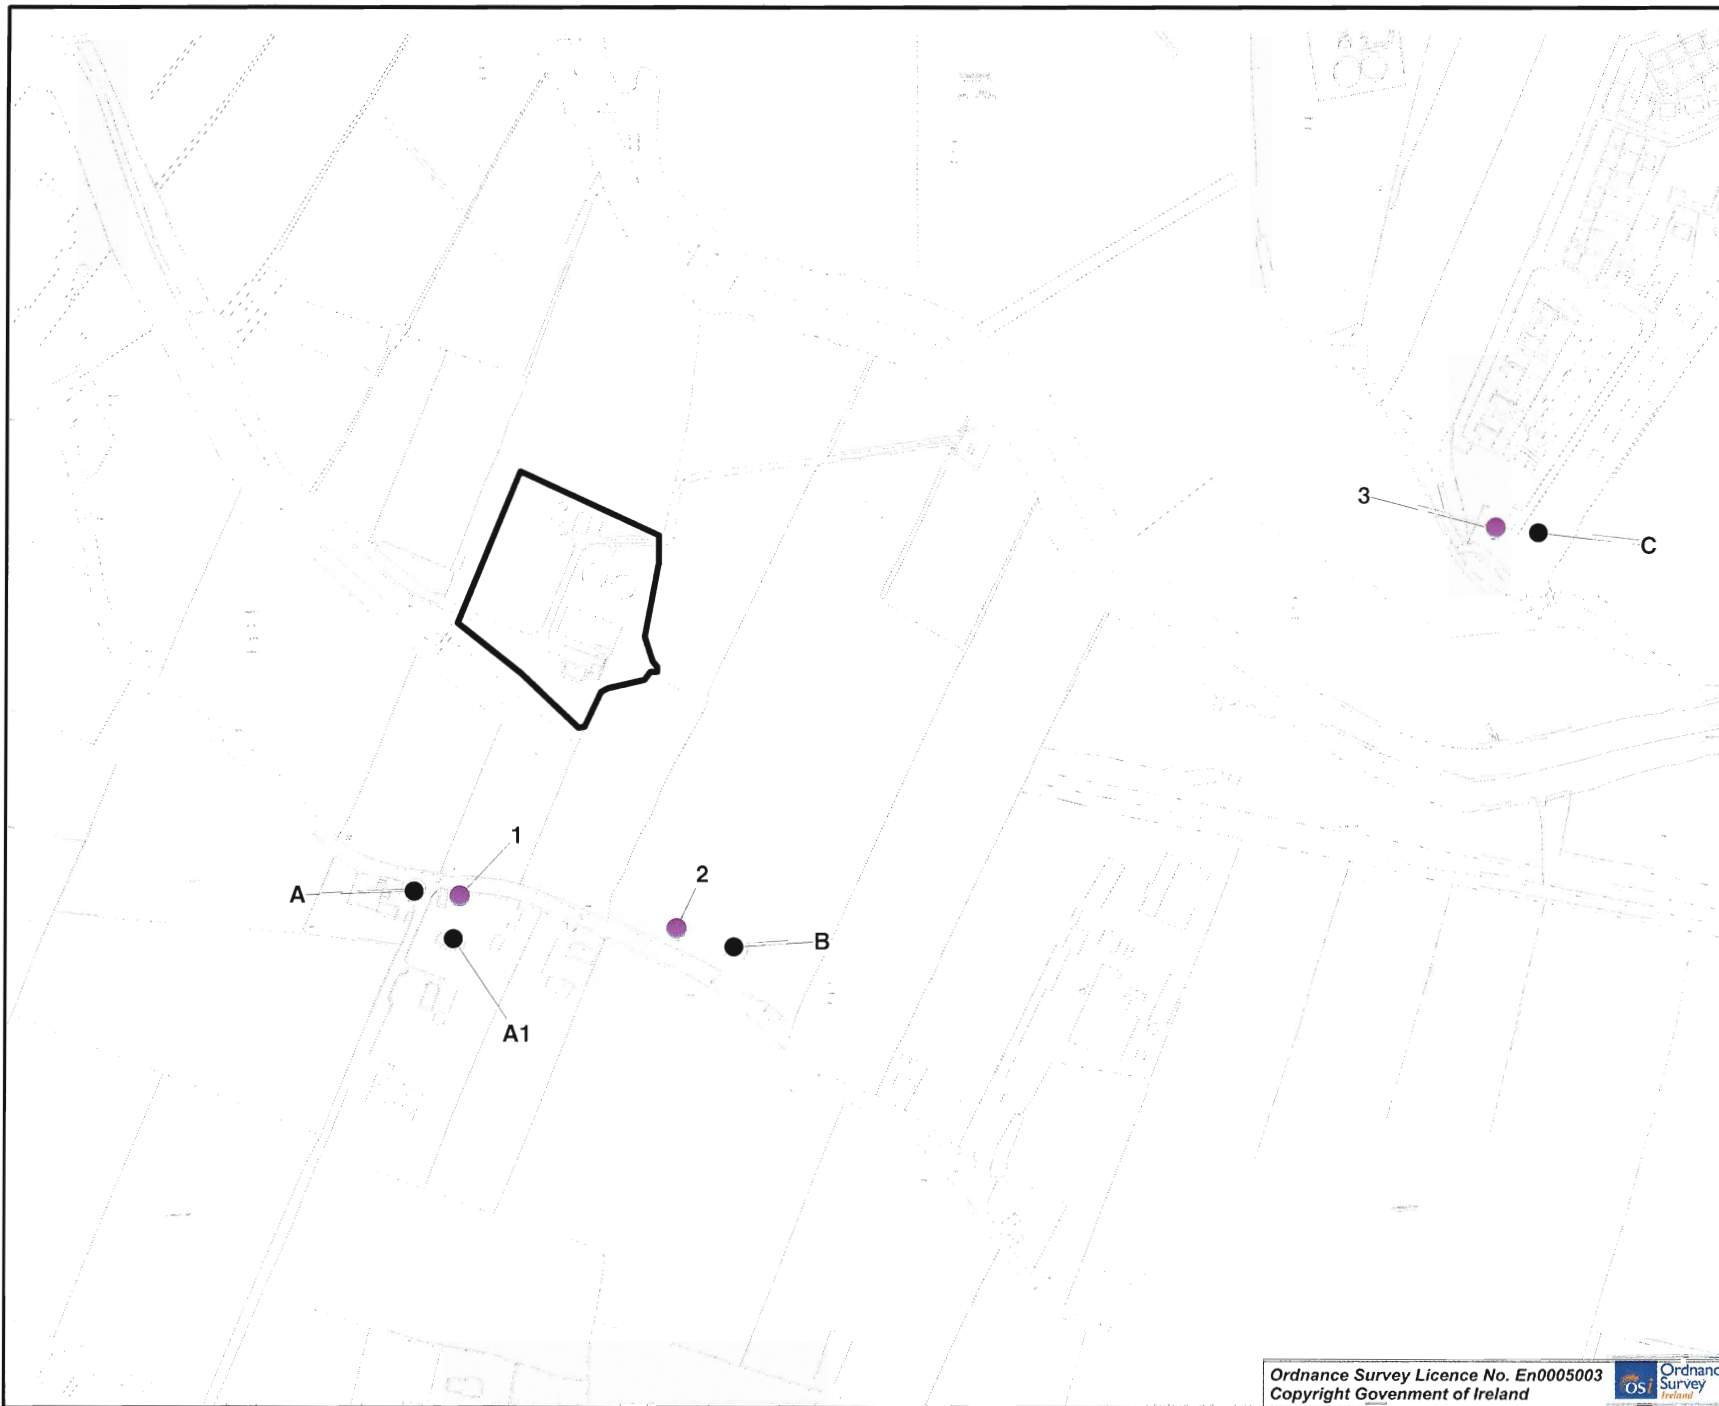 3
C
1
2
A
B
A1
Ordnance Survey Licence No. En0005003
Copyright Govenment of Ireland
osi
Ordnanc
Survey
Ireland